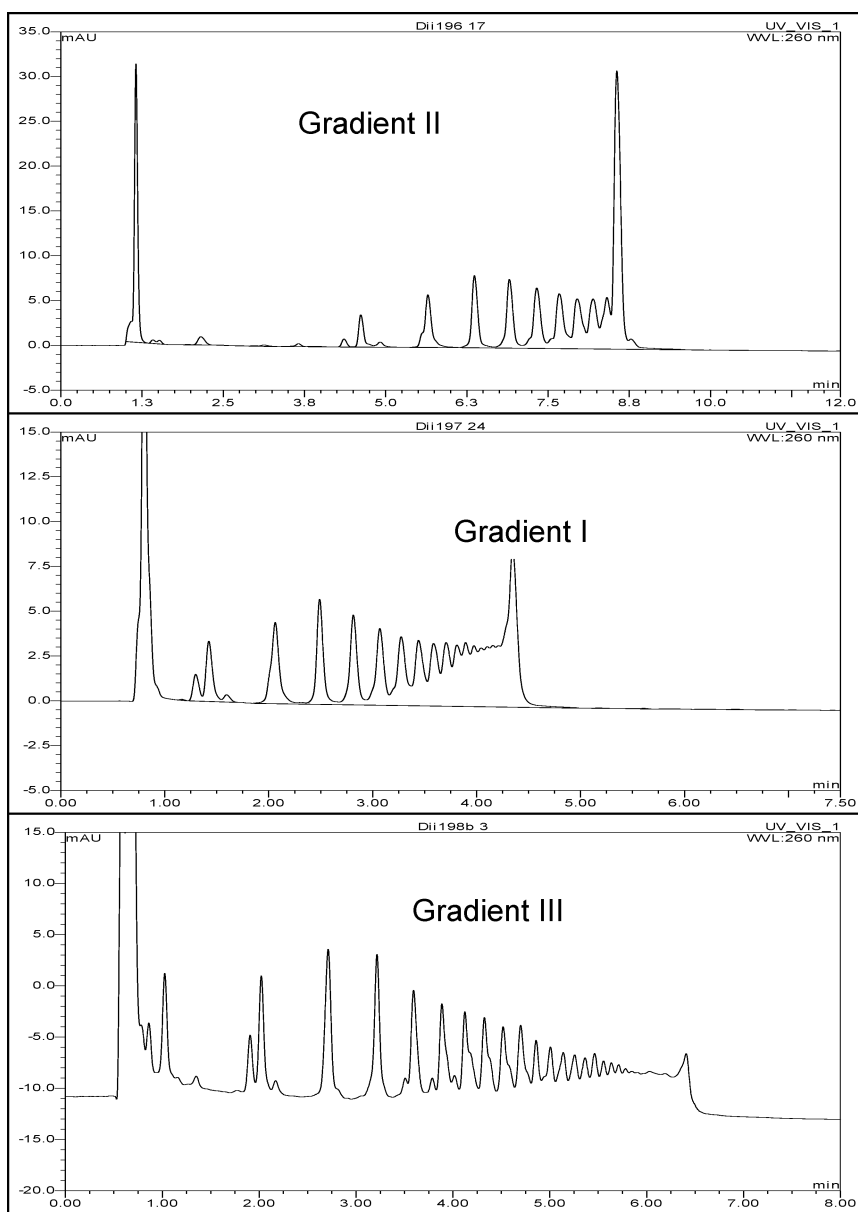 Dii196 17 UV_VIS_1
mAU WVL:260 nm
35.0
30.0
25.0
20.0
15.0
10.0
5.0
0.0
-5.0
Gradient II
min
0.0 1.3 2.5 3.8 5.0 6.3 7.5 8.8 10.0 12.0
Dii197 24 UV_VIS_1
mAU WVL:260 nm
15.0
12.5
10.0
7.5
5.0
2.5
0.0
-2.5
-5.0
Gradient I
min
0.00 1.00 2.00 3.00 4.00 5.00 6.00 7.50
Dii198b 3 UV_VIS_1
mAU WVL:260 nm
15.0
10.0
5.0
0.0
-5.0
-10.0
-15.0
-20.0
Gradient III
min
0.00 1.00 2.00 3.00 4.00 5.00 6.00 7.00 8.00